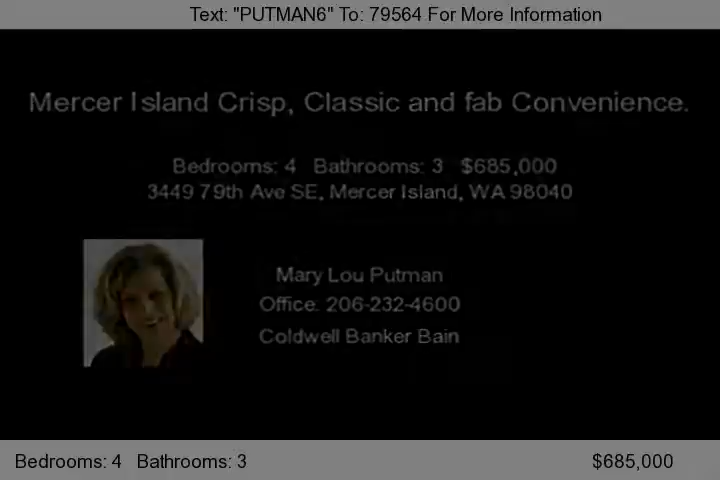 Text: "PUTMAN6" To: 79564 For More Information
Mercer Island Crisp, Classic and fab Convenience.
Bedrooms: 4 Bathrooms: 3 $685,000
3449 79th Ave SE, Mercer Island, WA 98040
Mary Lou Putman
Office: 206-232-4600
Coldwell Banker Bain
Bedrooms: 4 Bathrooms: 3 $685,000